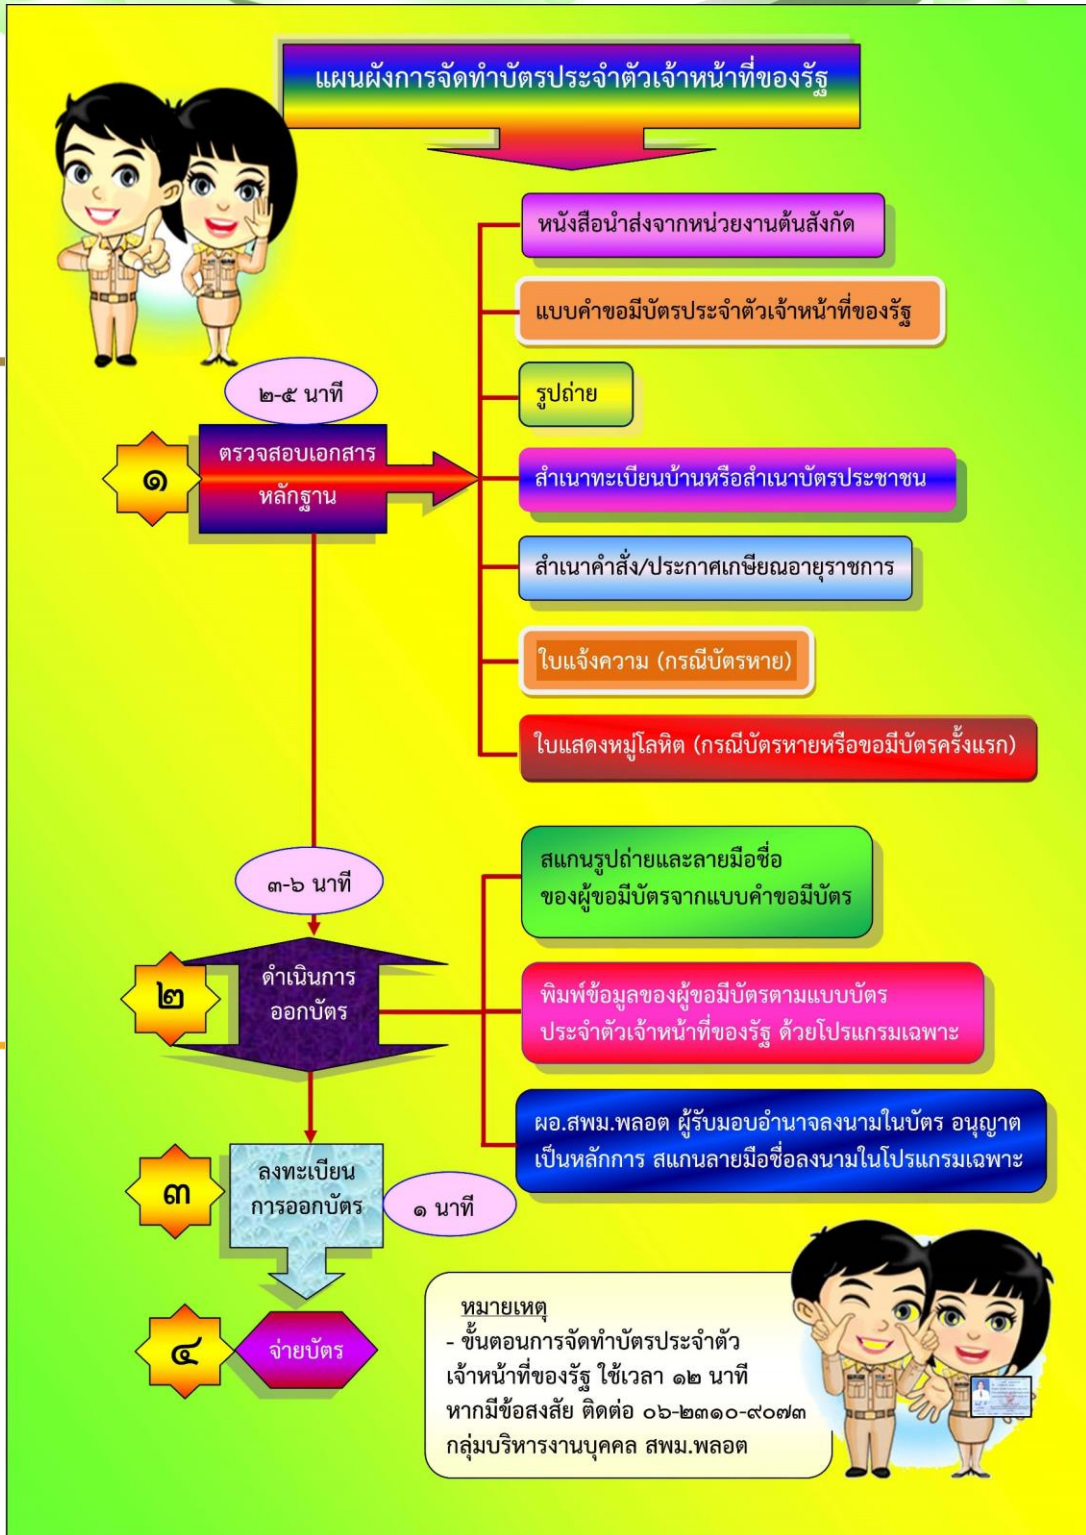 แผนผังการจัดทำบัตรประจำตัวเจ้าหน้าที่ของรัฐ
หนังสือนำส่งจากหน่วยงานต้นสังกัด
แบบคำขอมีบัตรประจำตัวเจ้าหน้าที่ของรัฐ
๒-๕ นาที
รูปถ่าย
๑
ตรวจสอบเอกสาร
หลักฐาน
สำเนาทะเบียนบ้านหรือสำเนาบัตรประชาชน
สำเนาคำสั่ง/ประกาศเกษียณอายุราชการ
ใบแจ้งความ (กรณีบัตรหาย)
ใบแสดงหมู่โลหิต (กรณีบัตรหายหรือขอมีบัตรครั้งแรก)
๓-๖ นาที
สแกนรูปถ่ายและลายมือชื่อ
ของผู้ขอมีบัตรจากแบบคำขอมีบัตร
๒
ดำเนินการ
ออกบัตร
พิมพ์ข้อมูลของผู้ขอมีบัตรตามแบบบัตร
ประจำตัวเจ้าหน้าที่ของรัฐ ด้วยโปรแกรมเฉพาะ
ผอ.สพม.พลอต ผู้รับมอบอำนาจลงนามในบัตร อนุญาต
เป็นหลักการ สแกนลายมือชื่อลงนามในโปรแกรมเฉพาะ
๓
ลงทะเบียน
การออกบัตร
๑ นาที
๔
จ่ายบัตร
หมายเหตุ
- ขั้นตอนการจัดทำบัตรประจำตัว
เจ้าหน้าที่ของรัฐ ใช้เวลา ๑๒ นาที
หากมีข้อสงสัย ติดต่อ ๐๖-๒๓๑๐-๙๐๗๓
กลุ่มบริหารงานบุคคล สพม.พลอต